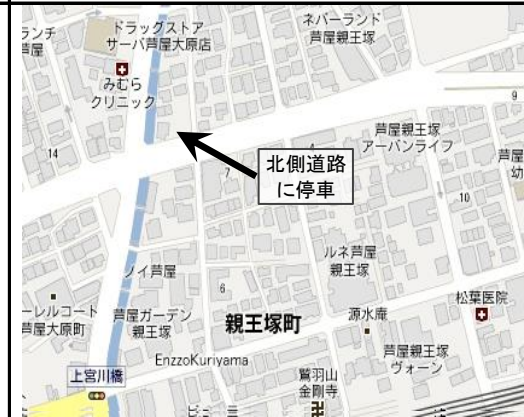 ランチ
芦屋
ドラッグストア
サーバ芦屋大原店
ネバーランド
芦屋親王塚
みむら
クリニック
9
芦屋親王塚
アーバンライフ
4
14
北側道路
に停車
7
芦屋
幼
10
ルネ芦屋
親王塚
ノイ芦屋
6
松葉医院
ーレルコート
芦屋大原町
芦屋ガーデン
親王塚
親王塚町
源水庵
EnzzoKuriyama
芦屋親王塚
ヴォーン
上宮川橋
鷲羽山
金剛寺